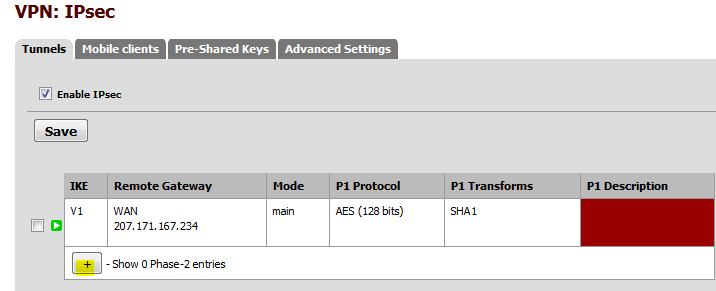 VPN: IPsec
Tunnels Mobile clients Pre-Shared Keys Advanced Settings
Enable IPsec
Save
IKE Remote Gateway Mode P1 Protocol P1 Transforms P1 Description
V1 WAN main AES (128 bits) SHA1
207.171.167.234
+ - Show 0 Phase-2 entries